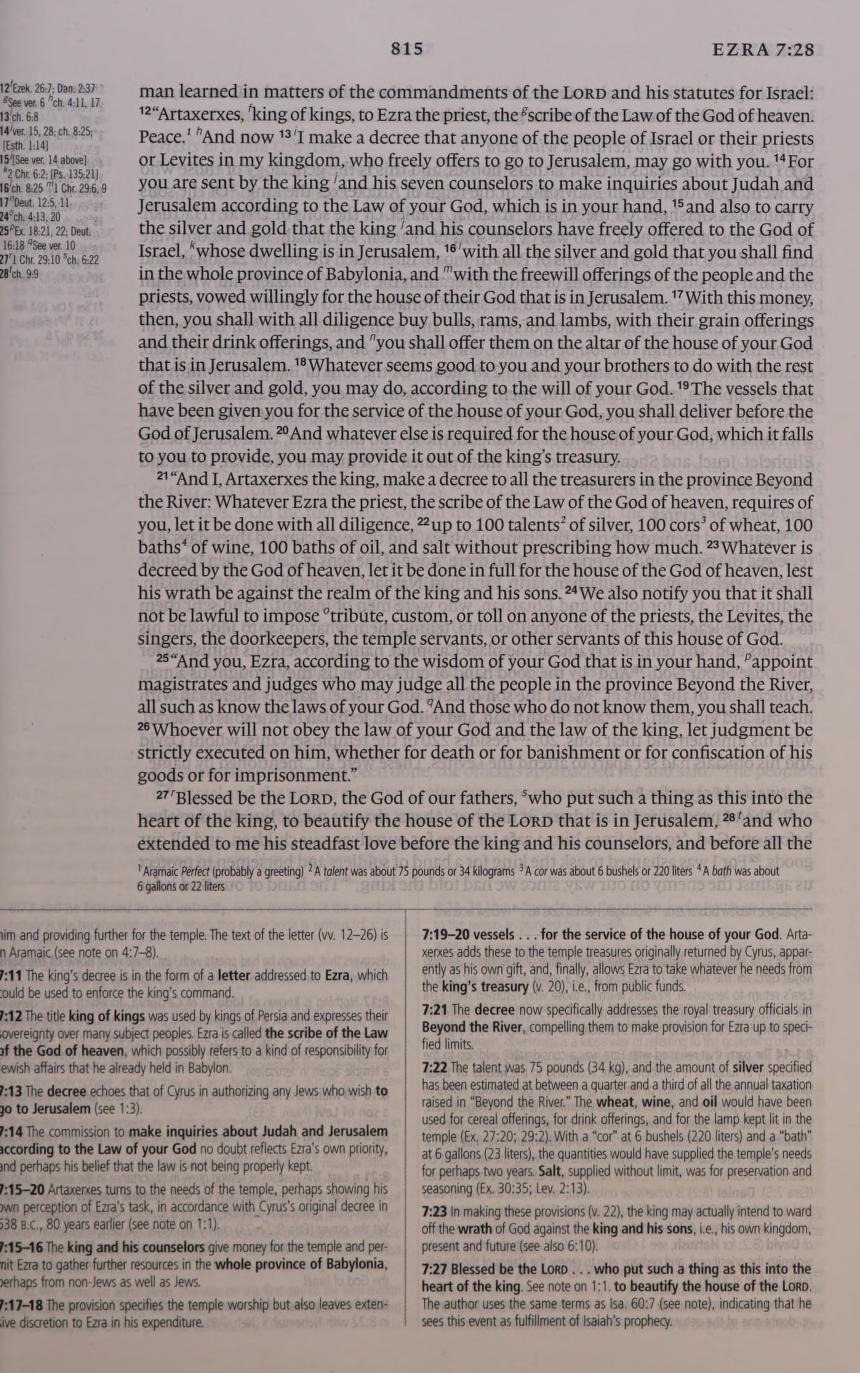 815
EZRA 7:28
12 f Ezek. 26:7; Dan. 2:37
g See ver. 6 h ch. 4:11, 17
13 i ch. 6:8
14 j ver. 15, 28; ch. 8:25;
[Esth. 1:14]
15 j [See ver. 14 above]
k 2 Chr. 6:2; [Ps. 135:21]
16 l ch. 8:25 m 1 Chr. 29:6, 9
17 n Deut. 12:5, 11
24 o ch. 4:13, 20
25 p Ex. 18:21, 22; Deut.
16:18 q See ver. 10
27 r 1 Chr. 29:10 s ch. 6:22
28 t ch. 9:9
man learned in matters of the commandments of the LORD and his statutes for Israel:
12 “Artaxerxes, f king of kings, to Ezra the priest, the g scribe of the Law of the God of heaven.
Peace.1 h And now 13 i I make a decree that anyone of the people of Israel or their priests
or Levites in my kingdom, who freely offers to go to Jerusalem, may go with you. 14 For
you are sent by the king j and his seven counselors to make inquiries about Judah and
Jerusalem according to the Law of your God, which is in your hand, 15 and also to carry
the silver and gold that the king j and his counselors have freely offered to the God of
Israel, k whose dwelling is in Jerusalem, 16 l with all the silver and gold that you shall find
in the whole province of Babylonia, and m with the freewill offerings of the people and the
priests, vowed willingly for the house of their God that is in Jerusalem. 17 With this money,
then, you shall with all diligence buy bulls, rams, and lambs, with their grain offerings
and their drink offerings, and n you shall offer them on the altar of the house of your God
that is in Jerusalem. 18 Whatever seems good to you and your brothers to do with the rest
of the silver and gold, you may do, according to the will of your God. 19 The vessels that
have been given you for the service of the house of your God, you shall deliver before the
God of Jerusalem. 20 And whatever else is required for the house of your God, which it falls
to you to provide, you may provide it out of the king’s treasury.
21 “And I, Artaxerxes the king, make a decree to all the treasurers in the province Beyond
the River: Whatever Ezra the priest, the scribe of the Law of the God of heaven, requires of
you, let it be done with all diligence, 22 up to 100 talents2 of silver, 100 cors3 of wheat, 100
baths4 of wine, 100 baths of oil, and salt without prescribing how much. 23 Whatever is
decreed by the God of heaven, let it be done in full for the house of the God of heaven, lest
his wrath be against the realm of the king and his sons. 24 We also notify you that it shall
not be lawful to impose o tribute, custom, or toll on anyone of the priests, the Levites, the
singers, the doorkeepers, the temple servants, or other servants of this house of God.
25 “And you, Ezra, according to the wisdom of your God that is in your hand, p appoint
magistrates and judges who may judge all the people in the province Beyond the River,
all such as know the laws of your God. q And those who do not know them, you shall teach.
26 Whoever will not obey the law of your God and the law of the king, let judgment be
strictly executed on him, whether for death or for banishment or for confiscation of his
goods or for imprisonment.”
27 r Blessed be the LORD, the God of our fathers, s who put such a thing as this into the
heart of the king, to beautify the house of the LORD that is in Jerusalem, 28 t and who
extended to me his steadfast love before the king and his counselors, and before all the
1 Aramaic Perfect (probably a greeting) 2 A talent was about 75 pounds or 34 kilograms 3 A cor was about 6 bushels or 220 liters 4 A bath was about
6 gallons or 22 liters
him and providing further for the temple. The text of the letter (vv. 12–26) is
in Aramaic (see note on 4:7–8).
7:11 The king’s decree is in the form of a letter addressed to Ezra, which
could be used to enforce the king’s command.
7:12 The title king of kings was used by kings of Persia and expresses their
sovereignty over many subject peoples. Ezra is called the scribe of the Law
of the God of heaven, which possibly refers to a kind of responsibility for
Jewish affairs that he already held in Babylon.
7:13 The decree echoes that of Cyrus in authorizing any Jews who wish to
go to Jerusalem (see 1:3).
7:14 The commission to make inquiries about Judah and Jerusalem
according to the Law of your God no doubt reflects Ezra’s own priority,
and perhaps his belief that the law is not being properly kept.
7:15–20 Artaxerxes turns to the needs of the temple, perhaps showing his
own perception of Ezra’s task, in accordance with Cyrus’s original decree in
538 B.C., 80 years earlier (see note on 1:1).
7:15–16 The king and his counselors give money for the temple and per-
mit Ezra to gather further resources in the whole province of Babylonia,
perhaps from non-Jews as well as Jews.
7:17–18 The provision specifies the temple worship but also leaves exten-
sive discretion to Ezra in his expenditure.
7:19–20 vessels . . . for the service of the house of your God. Arta-
xerxes adds these to the temple treasures originally returned by Cyrus, appar-
ently as his own gift, and, finally, allows Ezra to take whatever he needs from
the king’s treasury (v. 20), i.e., from public funds.
7:21 The decree now specifically addresses the royal treasury officials in
Beyond the River, compelling them to make provision for Ezra up to speci-
fied limits.
7:22 The talent was 75 pounds (34 kg), and the amount of silver specified
has been estimated at between a quarter and a third of all the annual taxation
raised in “Beyond the River.” The wheat, wine, and oil would have been
used for cereal offerings, for drink offerings, and for the lamp kept lit in the
temple (Ex. 27:20; 29:2). With a “cor” at 6 bushels (220 liters) and a “bath”
at 6 gallons (23 liters), the quantities would have supplied the temple’s needs
for perhaps two years. Salt, supplied without limit, was for preservation and
seasoning (Ex. 30:35; Lev. 2:13).
7:23 In making these provisions (v. 22), the king may actually intend to ward
off the wrath of God against the king and his sons, i.e., his own kingdom,
present and future (see also 6:10).
7:27 Blessed be the LORD . . . who put such a thing as this into the
heart of the king. See note on 1:1. to beautify the house of the LORD.
The author uses the same terms as Isa. 60:7 (see note), indicating that he
sees this event as fulfillment of Isaiah’s prophecy.